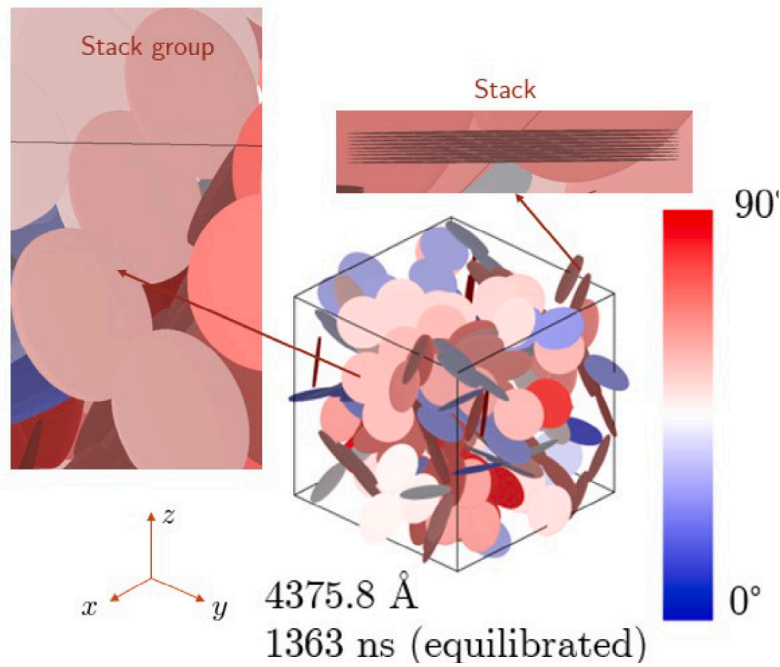 Stack group
Stack
90°
0°
z
x
y
4375.8 Å
1363 ns (equilibrated)